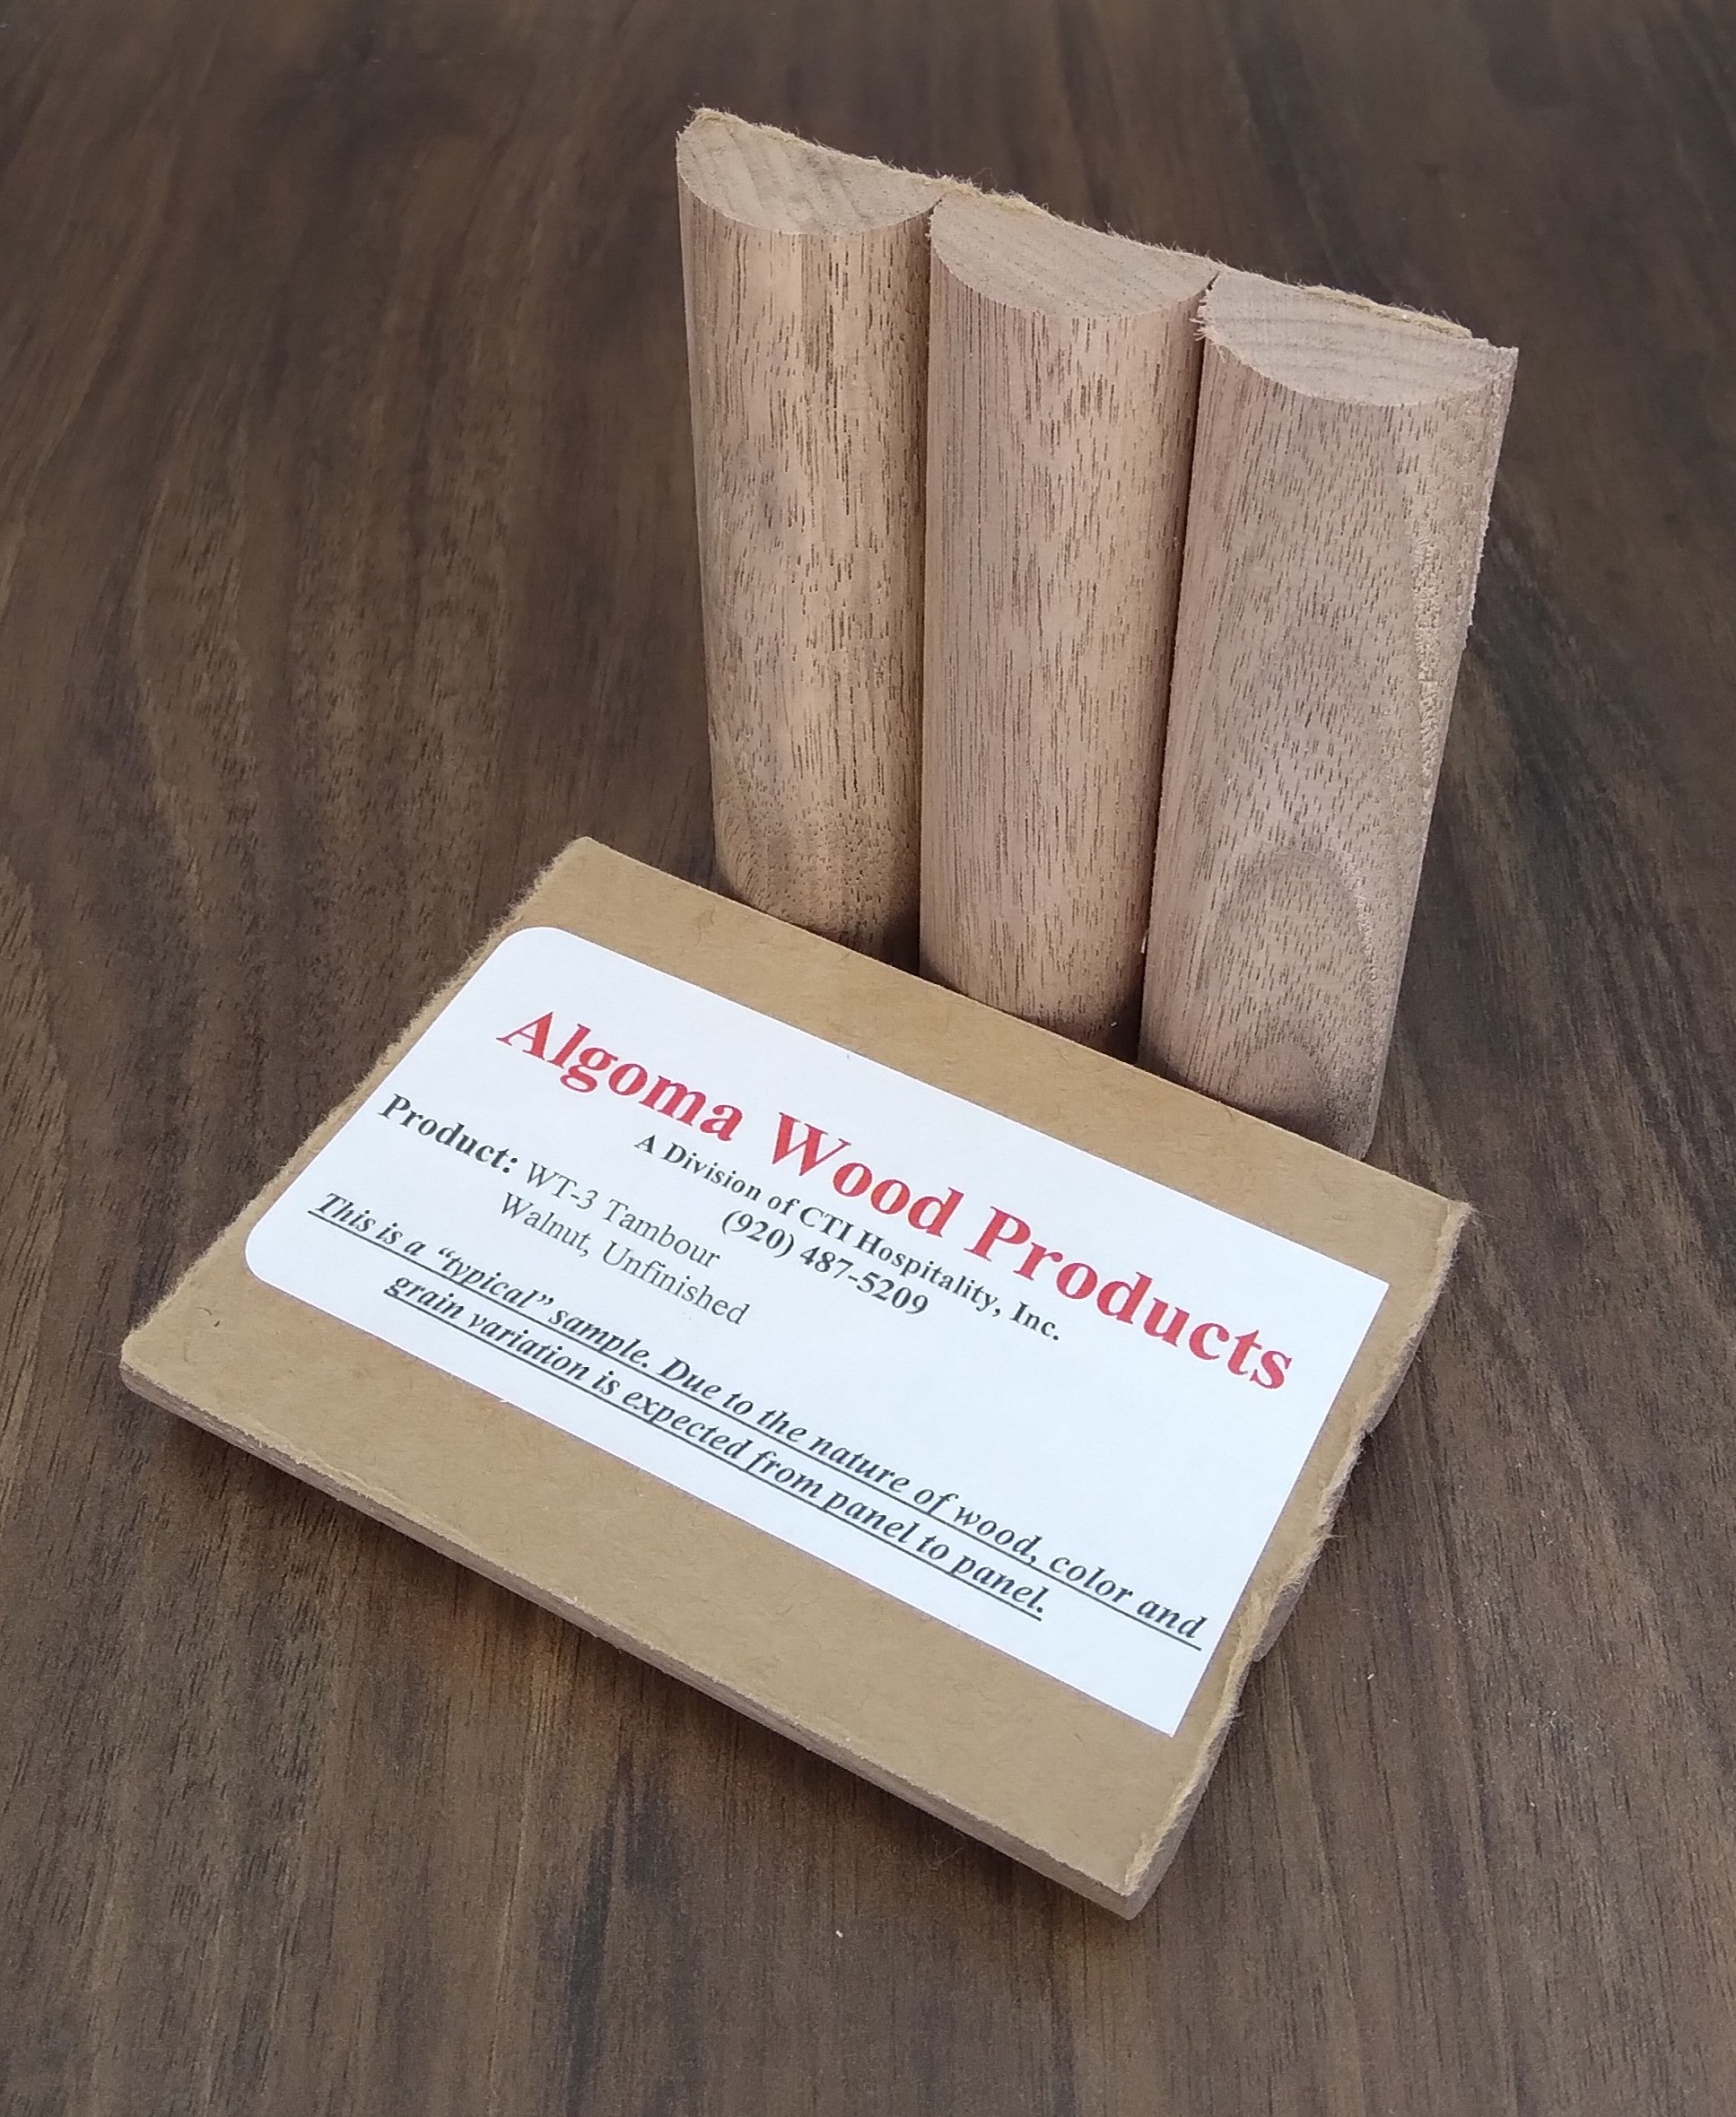 Algoma Wood Products
A Division of CTI Hospitality, Inc.
(920) 487-5209
Product: WT-3 Tambour
Walnut, Unfinished
This is a “typical” sample. Due to the nature of wood, color and
grain variation is expected from panel to panel.